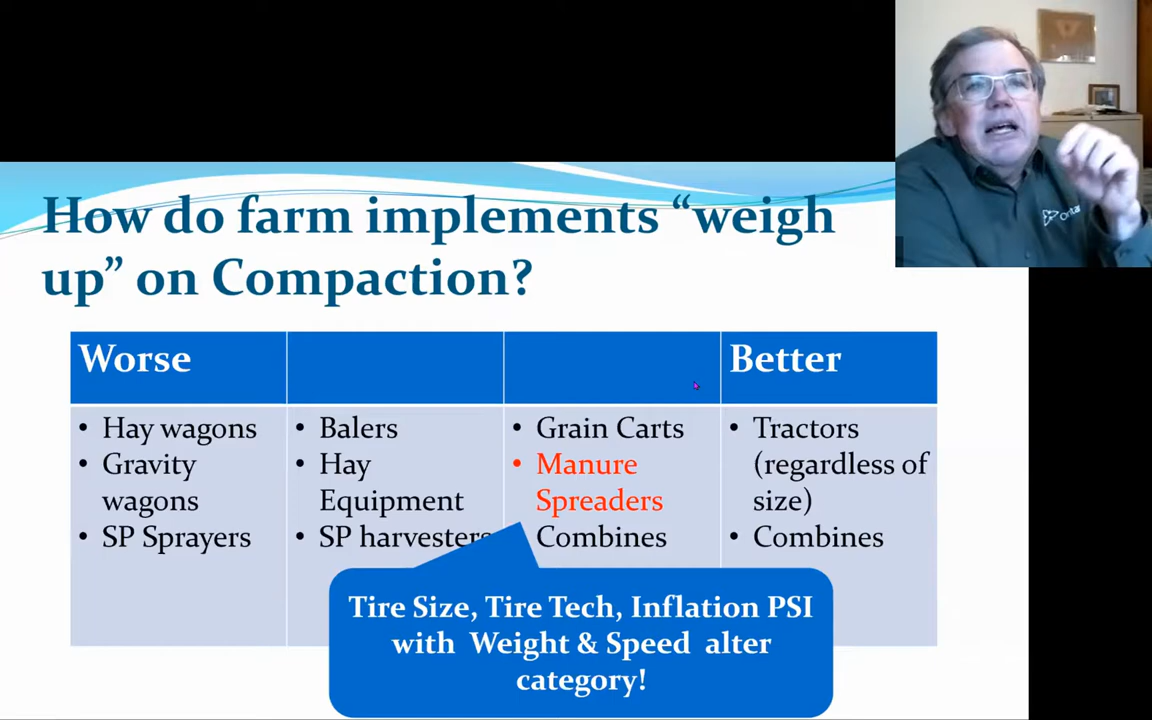 How do farm implements “weigh
up” on Compaction?
Worse
Better
• Hay wagons
• Gravity
wagons
• SP Sprayers
• Balers
• Hay
Equipment
• SP harvesters
• Grain Carts
• Manure
Spreaders
Combines
• Tractors
(regardless of
size)
• Combines
Tire Size, Tire Tech, Inflation PSI
with Weight & Speed alter
category!